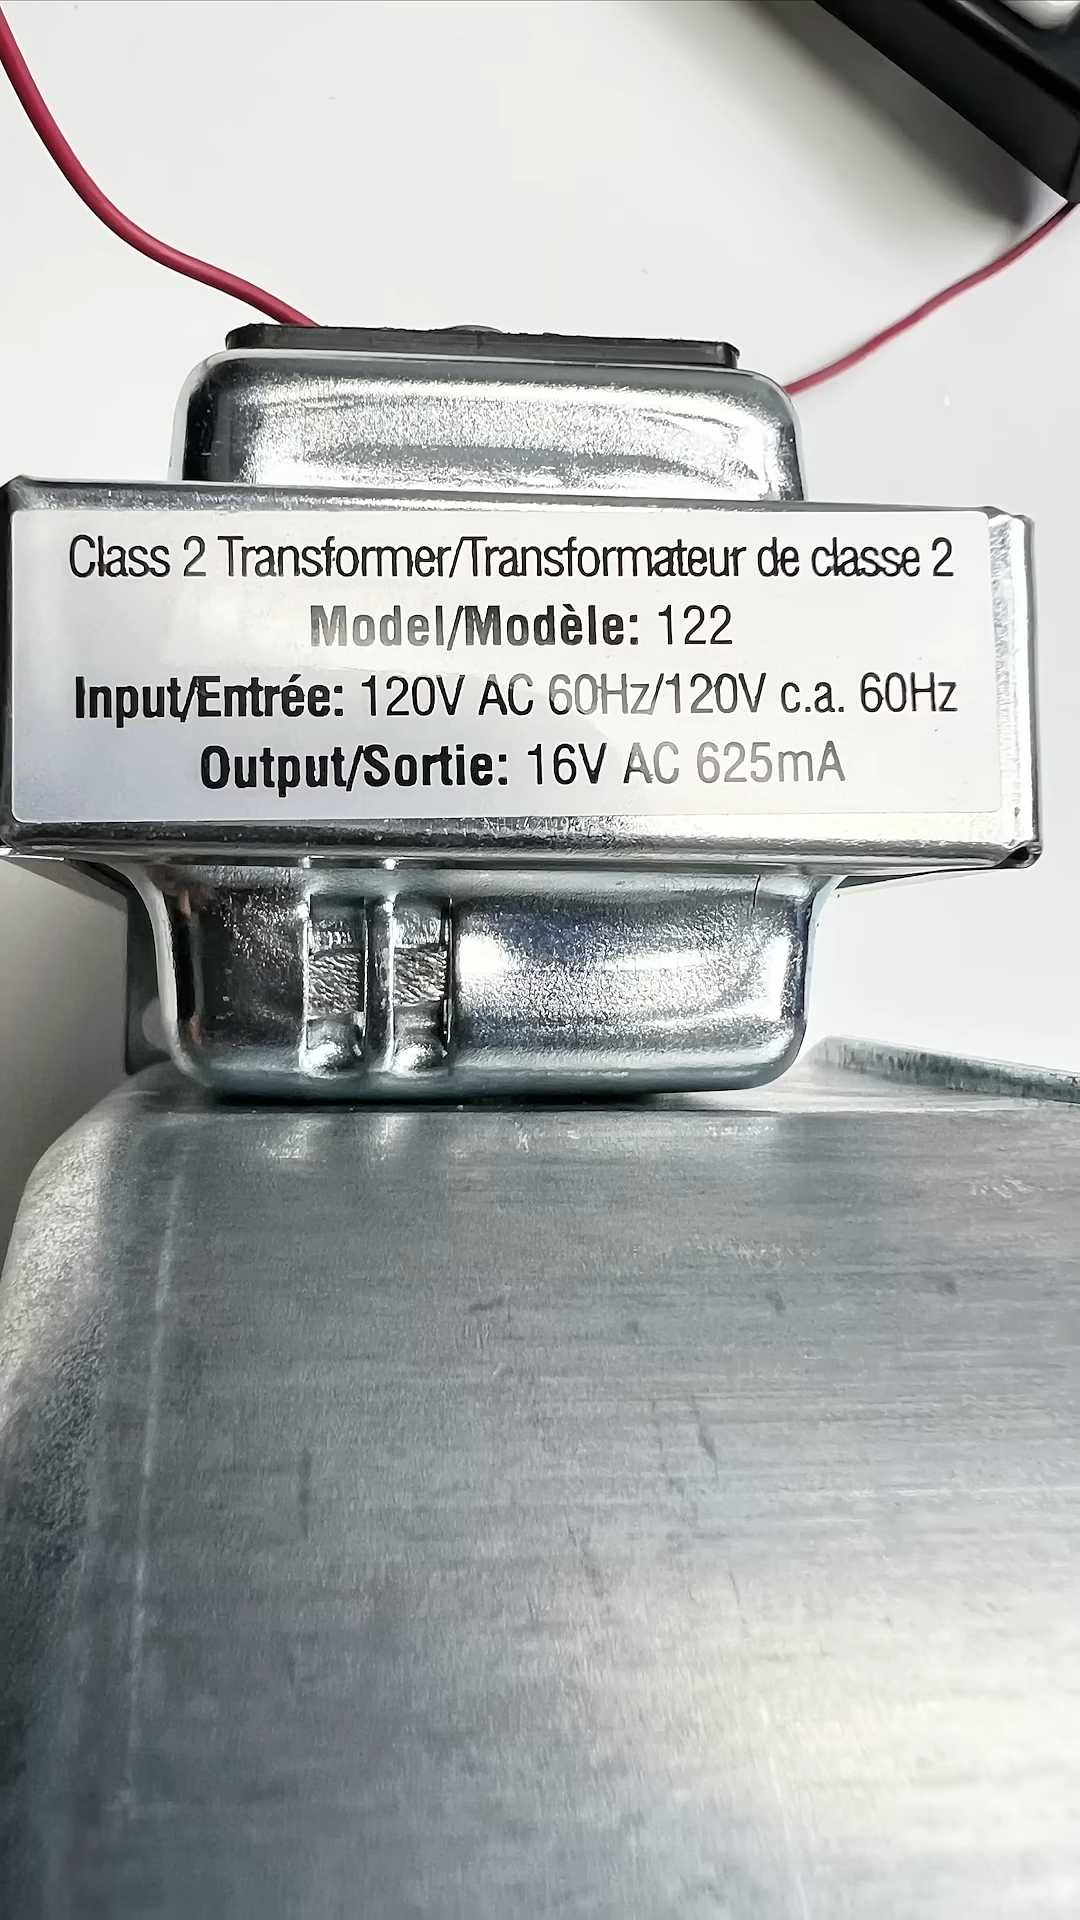 Class 2 Transformer/Transformateur de classe 2
Model/Modèle: 122
Input/Entrée: 120V AC 60Hz/120V c.a. 60Hz
Output/Sortie: 16V AC 625mA